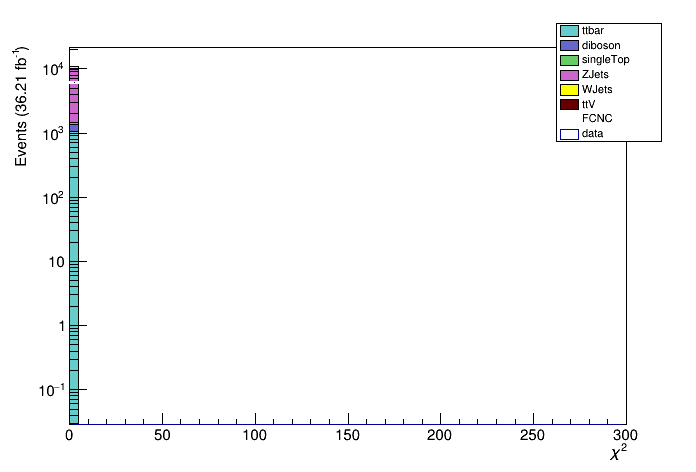 ttbar
diboson
singleTop
ZJets
WJets
ttV
FCNC
data
Events (36.21 fb⁻¹)
10⁴
10³
10²
10
1
10⁻¹
0 50 100 150 200 250 300
χ²